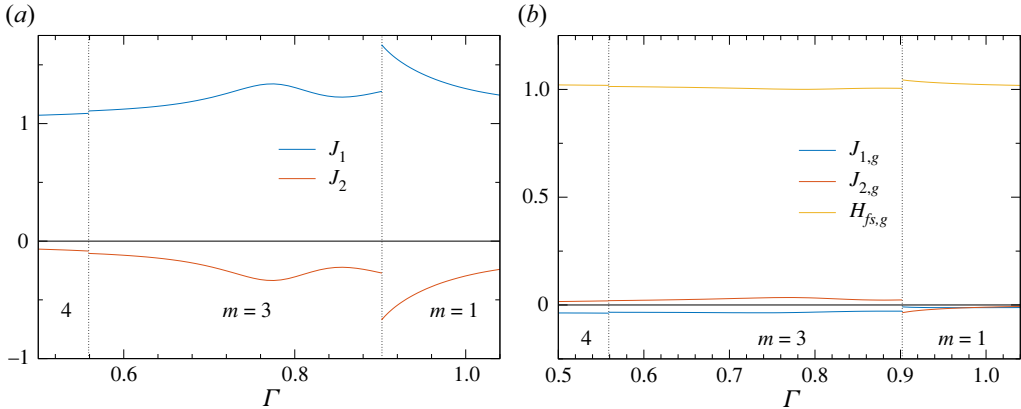 (a)
1
0
−1
J1
J2
4
m = 3
m = 1
0.6
0.8
1.0
Γ
(b)
1.0
0.5
0
J1,g
J2,g
Hfs,g
4
m = 3
m = 1
0.5
0.6
0.7
0.8
0.9
1.0
Γ